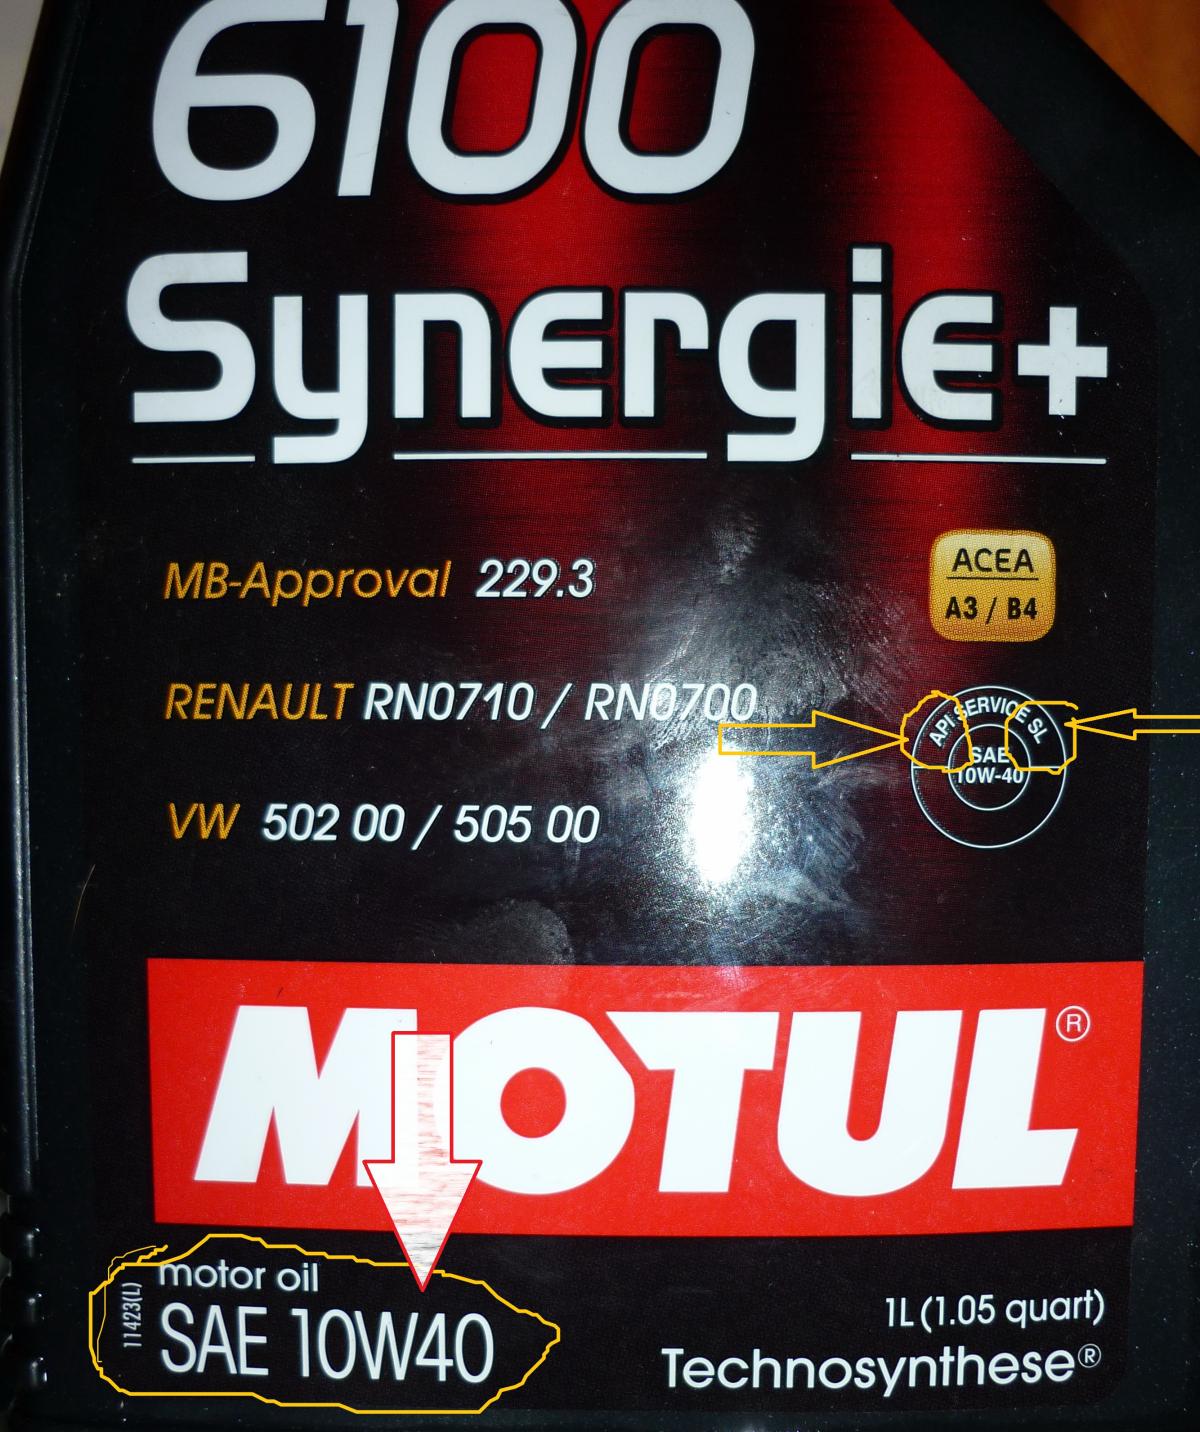 6100
Synergie+
MB-Approval 229.3
ACEA
A3 / B4
RENAULT RN0710 / RN0700
API SERVICE SL
SAE
10W-40
VW 502 00 / 505 00
MOTUL®
motor oil
SAE 10W40
11423(L)
1L (1.05 quart)
Technosynthese®